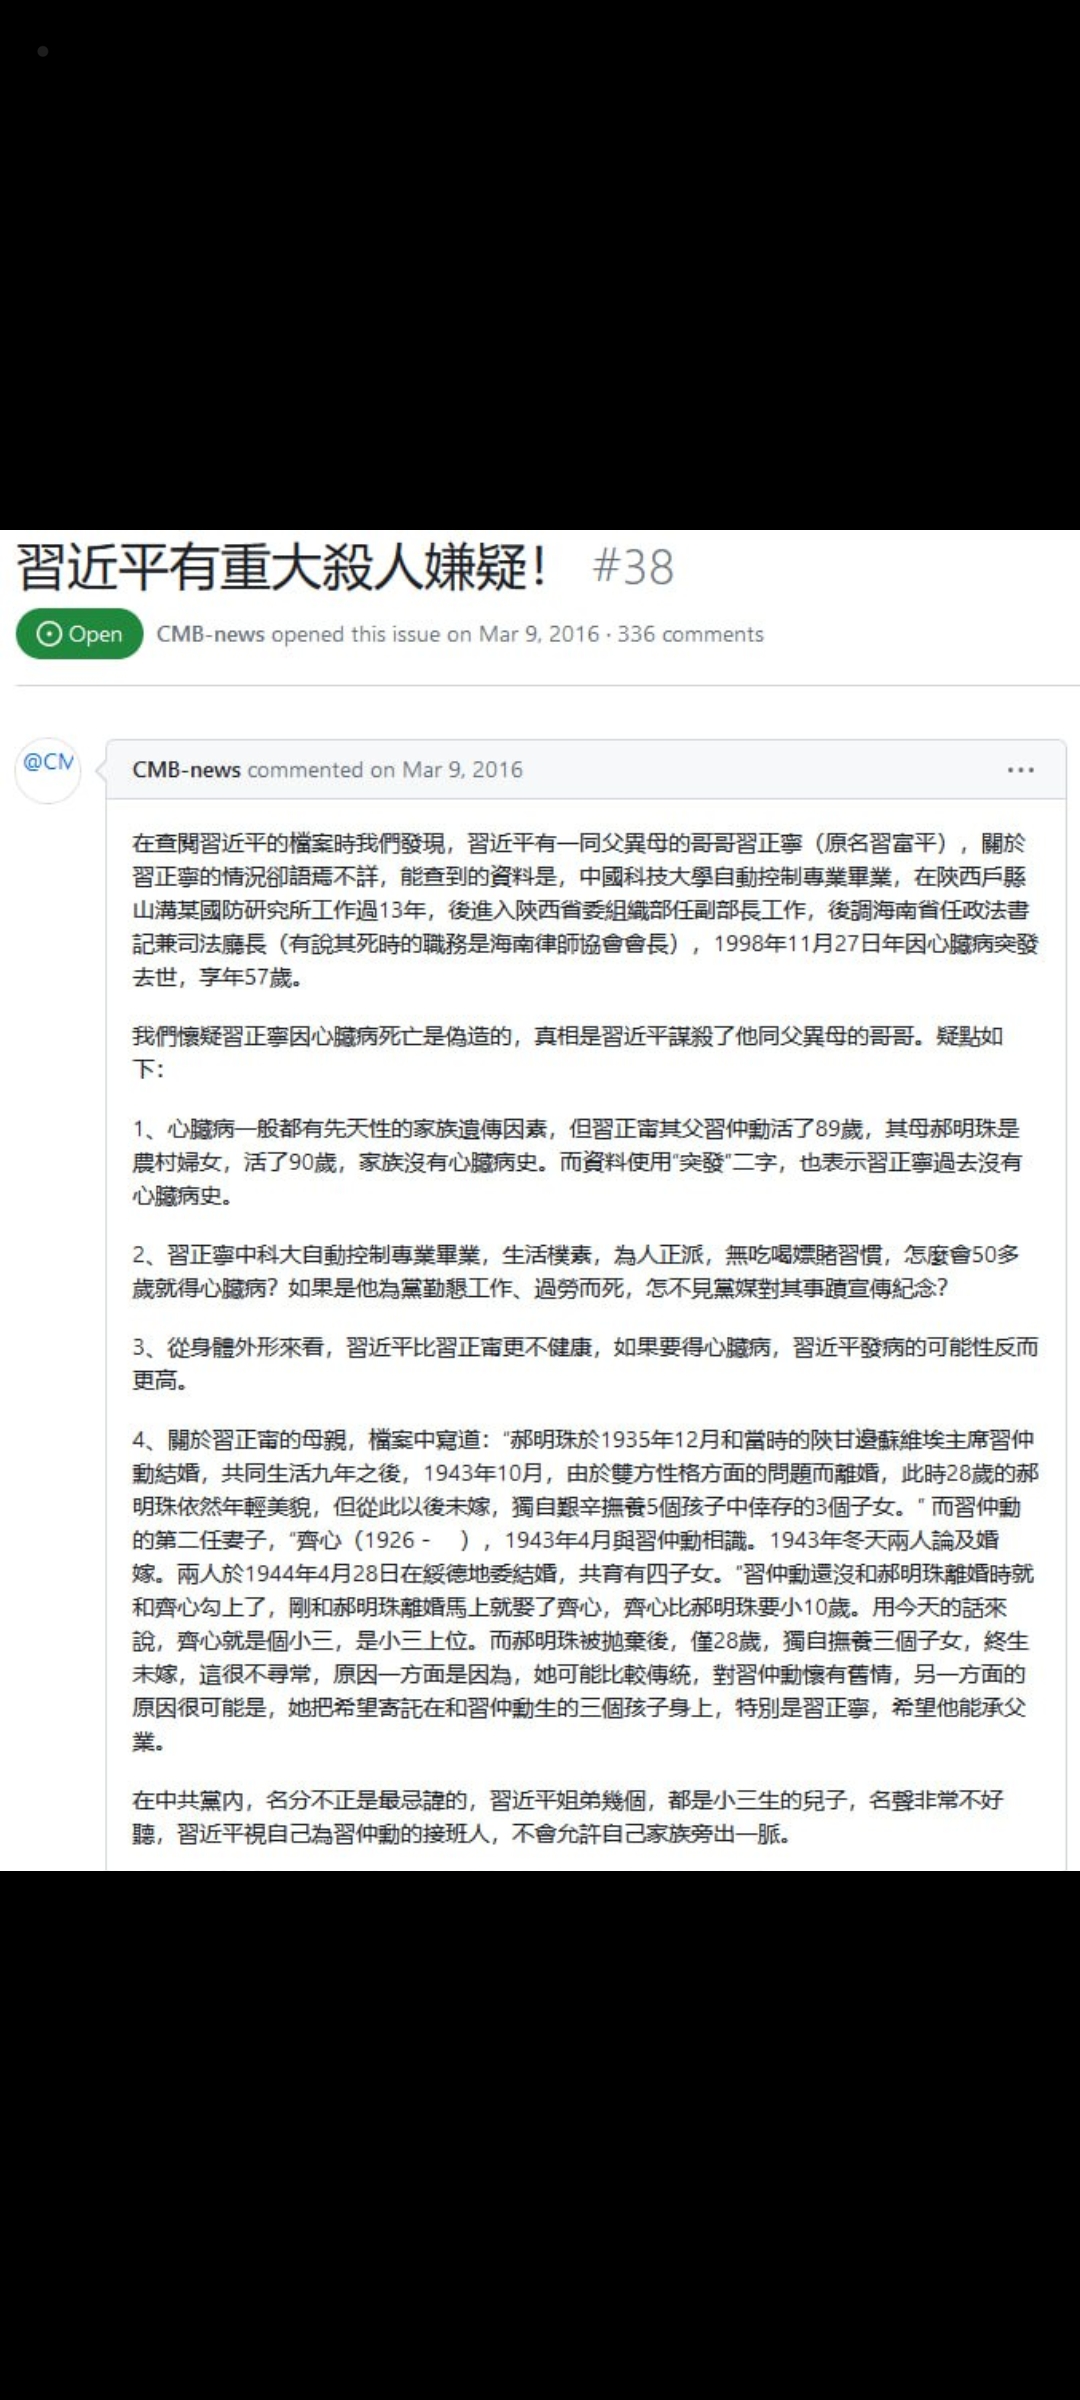 習近平有重大殺人嫌疑！ #38
Open CMB-news opened this issue on Mar 9, 2016 · 336 comments
@CM
CMB-news commented on Mar 9, 2016 ···
在查閱習近平的檔案時我們發現，習近平有一同父異母的哥哥習正寧（原名習富平），關於
習正寧的情況卻語焉不詳，能查到的資料是，中國科技大學自動控制專業畢業，在陝西戶縣
山溝某國防研究所工作過13年，後進入陝西省委組織部任副部長工作，後調海南省任政法書
記兼司法廳長（有說其死時的職務是海南律師協會會長），1998年11月27日年因心臟病突發
去世，享年57歲。
我們懷疑習正寧因心臟病死亡是偽造的，真相是習近平謀殺了他同父異母的哥哥。疑點如
下：
1、心臟病一般都有先天性的家族遺傳因素，但習正甯其父習仲勳活了89歲，其母郝明珠是
農村婦女，活了90歲，家族沒有心臟病史。而資料使用“突發”二字，也表示習正寧過去沒有
心臟病史。
2、習正寧中科大自動控制專業畢業，生活樸素，為人正派，無吃喝嫖賭習慣，怎麼會50多
歲就得心臟病？如果是他為黨勤懇工作、過勞而死，怎不見黨媒對其事蹟宣傳紀念？
3、從身體外形來看，習近平比習正甯更不健康，如果要得心臟病，習近平發病的可能性反而
更高。
4、關於習正甯的母親，檔案中寫道：“郝明珠於1935年12月和當時的陝甘邊蘇維埃主席習仲
勳結婚，共同生活九年之後，1943年10月，由於雙方性格方面的問題而離婚，此時28歲的郝
明珠依然年輕美貌，但從此以後未嫁，獨自艱辛撫養5個孩子中倖存的3個子女。” 而習仲勳
的第二任妻子，“齊心（1926 -　），1943年4月與習仲勳相識。1943年冬天兩人論及婚
嫁。兩人於1944年4月28日在綏德地委結婚，共育有四子女。”習仲勳還沒和郝明珠離婚時就
和齊心勾上了，剛和郝明珠離婚馬上就娶了齊心，齊心比郝明珠要小10歲。用今天的話來
說，齊心就是個小三，是小三上位。而郝明珠被拋棄後，僅28歲，獨自撫養三個子女，終生
未嫁，這很不尋常，原因一方面是因為，她可能比較傳統，對習仲勳懷有舊情，另一方面的
原因很可能是，她把希望寄託在和習仲勳生的三個孩子身上，特別是習正寧，希望他能承父
業。
在中共黨內，名分不正是最忌諱的，習近平姐弟幾個，都是小三生的兒子，名聲非常不好
聽，習近平視自己為習仲勳的接班人，不會允許自己家族旁出一脈。